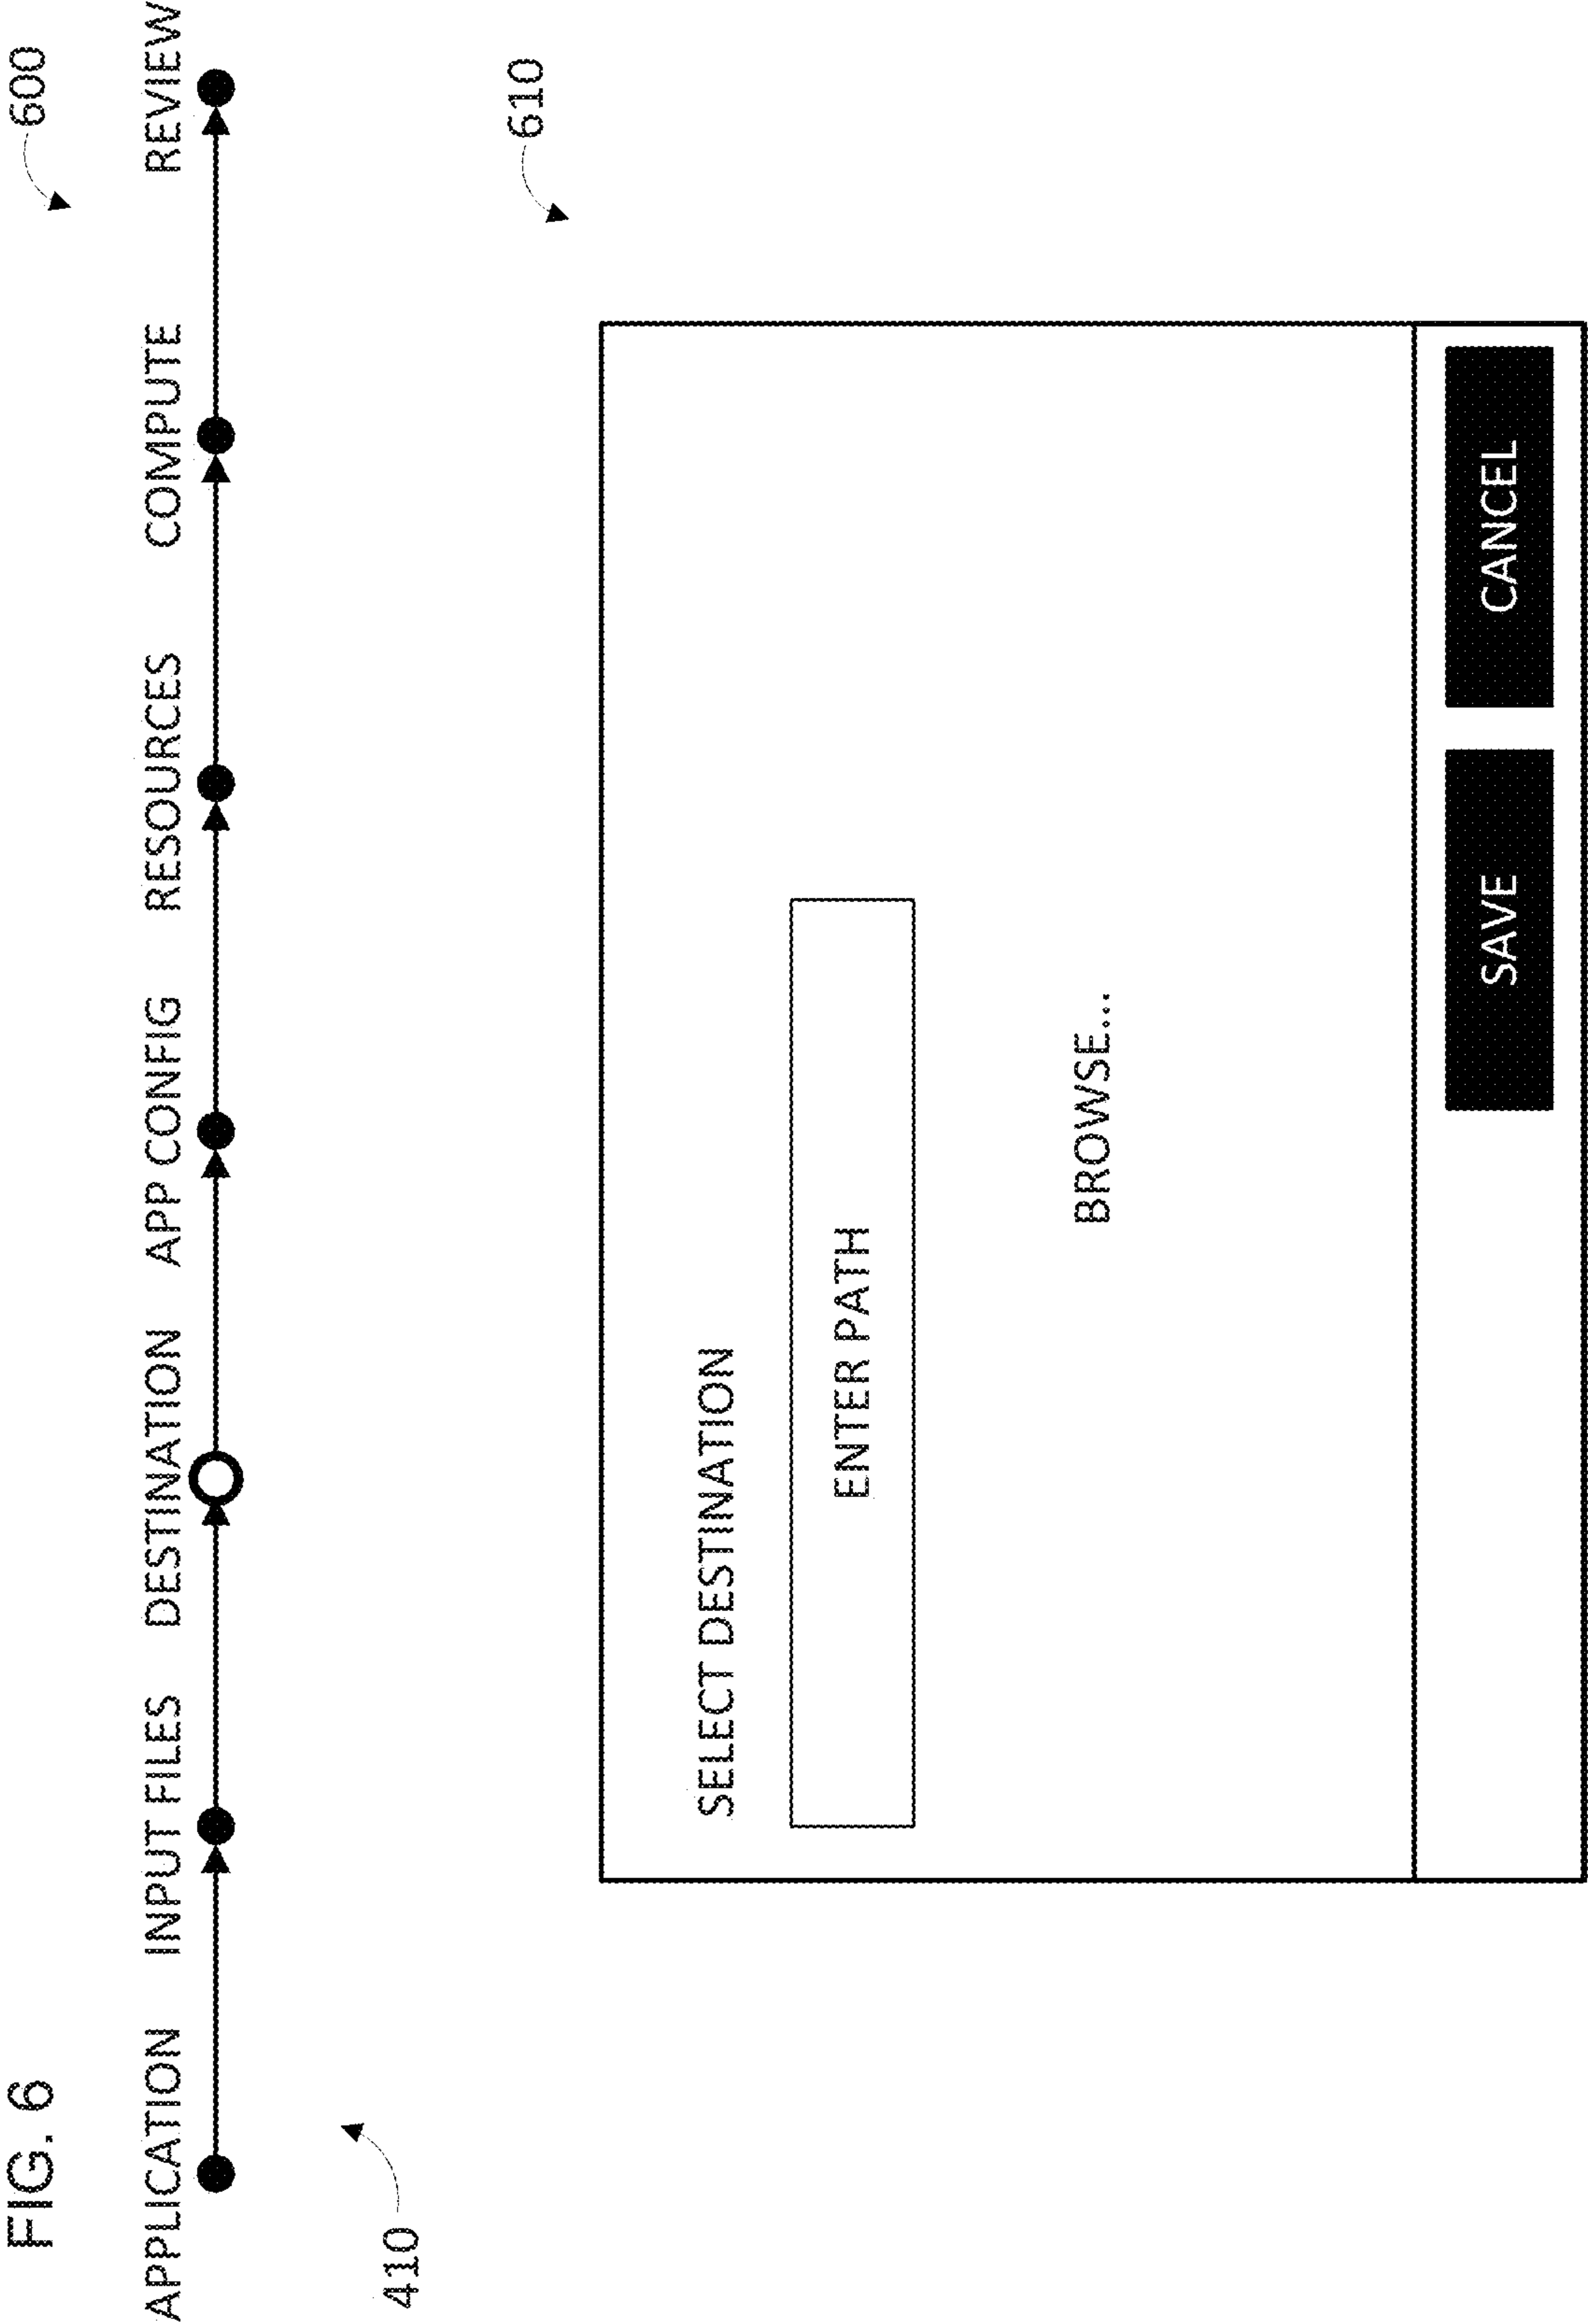 FIG. 6
600
APPLICATION INPUT FILES DESTINATION APP CONFIG RESOURCES COMPUTE REVIEW
410
610
SELECT DESTINATION
ENTER PATH
BROWSE...
SAVE CANCEL